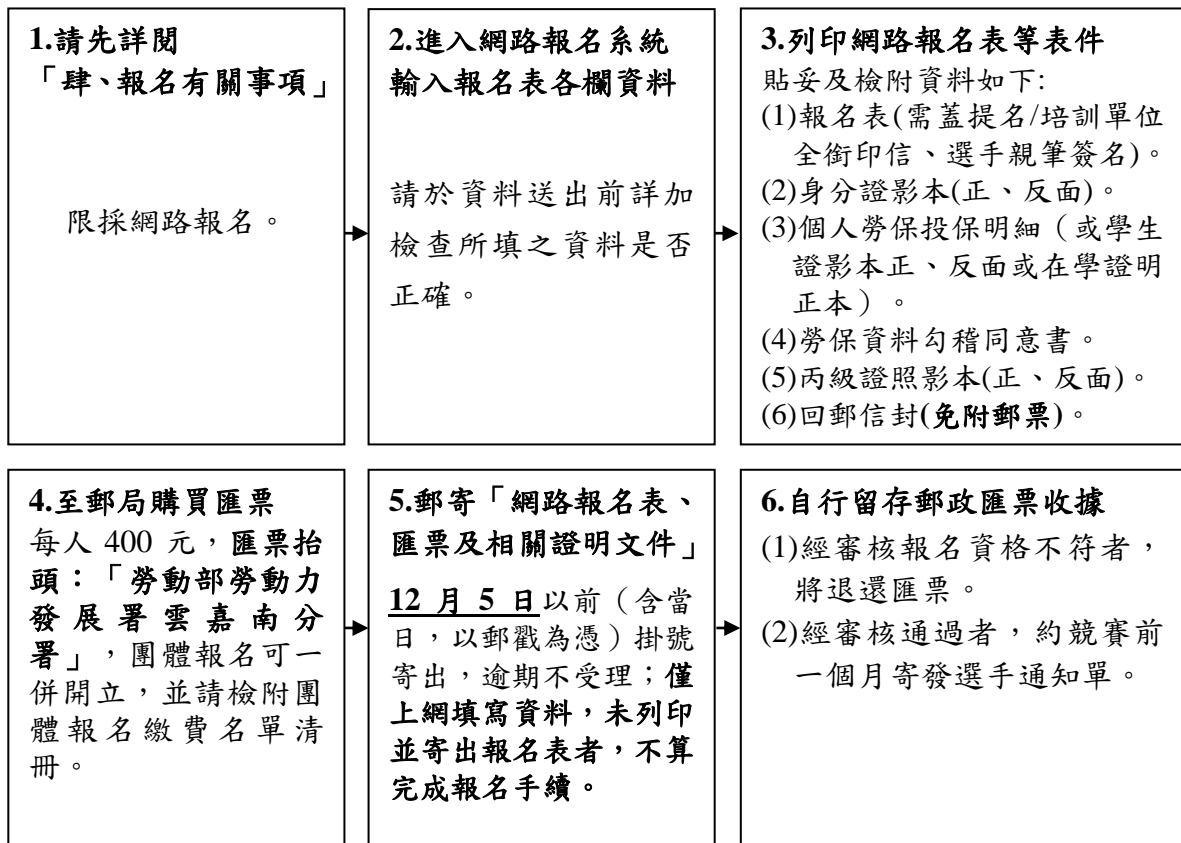 1.請先詳閱
「肆、報名有關事項」
限採網路報名。
2.進入網路報名系統
輸入報名表各欄資料
請於資料送出前詳加
檢查所填之資料是否
正確。
3.列印網路報名表等表件
貼妥及檢附資料如下:
(1)報名表(需蓋提名/培訓單位
全銜印信、選手親筆簽名)。
(2)身分證影本(正、反面)。
(3)個人勞保投保明細（或學生
證影本正、反面或在學證明
正本）。
(4)勞保資料勾稽同意書。
(5)丙級證照影本(正、反面)。
(6)回郵信封(免附郵票)。
4.至郵局購買匯票
每人 400 元，匯票抬
頭：「勞動部勞動力
發展署雲嘉南分
署」，團體報名可一
併開立，並請檢附團
體報名繳費名單清
冊。
5.郵寄「網路報名表、
匯票及相關證明文件」
12 月 5 日以前（含當
日，以郵戳為憑）掛號
寄出，逾期不受理；僅
上網填寫資料，未列印
並寄出報名表者，不算
完成報名手續。
6.自行留存郵政匯票收據
(1)經審核報名資格不符者，
將退還匯票。
(2)經審核通過者，約競賽前
一個月寄發選手通知單。